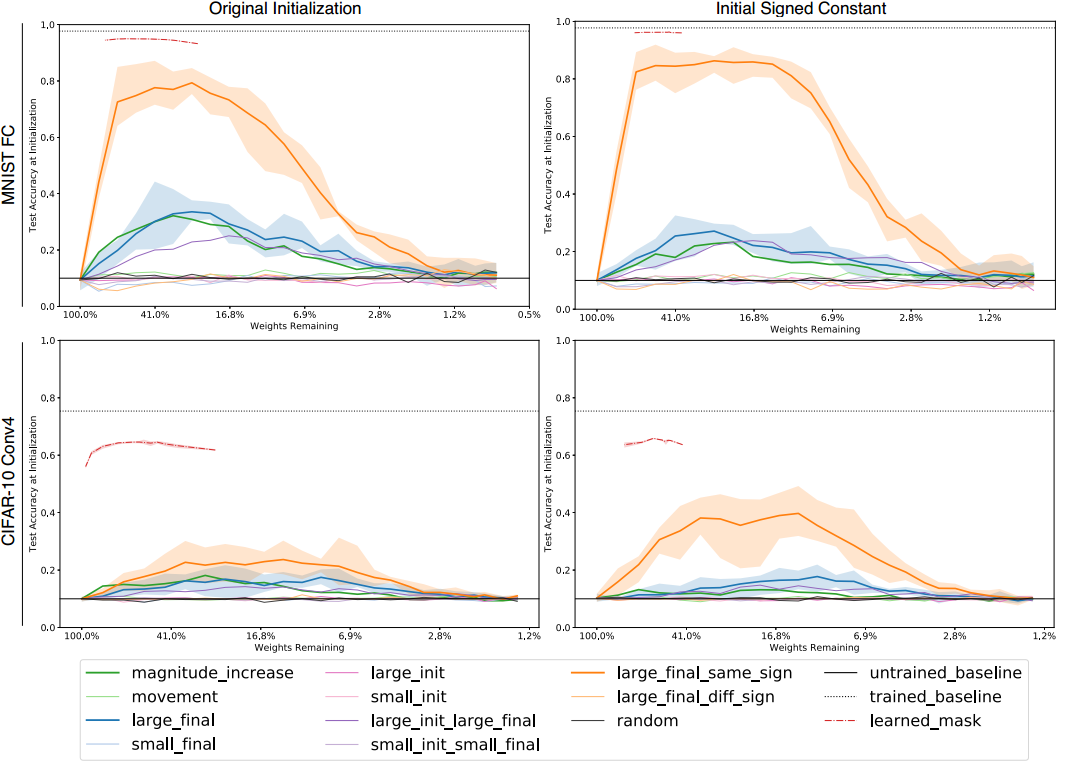 Original Initialization
Initial Signed Constant
MNIST FC
Test Accuracy at Initialization
1.0
0.8
0.6
0.4
0.2
0.0
100.0% 41.0% 16.8% 6.9% 2.8% 1.2% 0.5%
Weights Remaining
Test Accuracy at Initialization
1.0
0.8
0.6
0.4
0.2
0.0
100.0% 41.0% 16.8% 6.9% 2.8% 1.2%
Weights Remaining
CIFAR-10 Conv4
Test Accuracy at Initialization
1.0
0.8
0.6
0.4
0.2
0.0
100.0% 41.0% 16.8% 6.9% 2.8% 1.2%
Weights Remaining
Test Accuracy at Initialization
1.0
0.8
0.6
0.4
0.2
0.0
100.0% 41.0% 16.8% 6.9% 2.8% 1.2%
Weights Remaining
magnitude_increase
movement
large_final
small_final
large_init
small_init
large_init_large_final
small_init_small_final
large_final_same_sign
large_final_diff_sign
random
untrained_baseline
trained_baseline
learned_mask